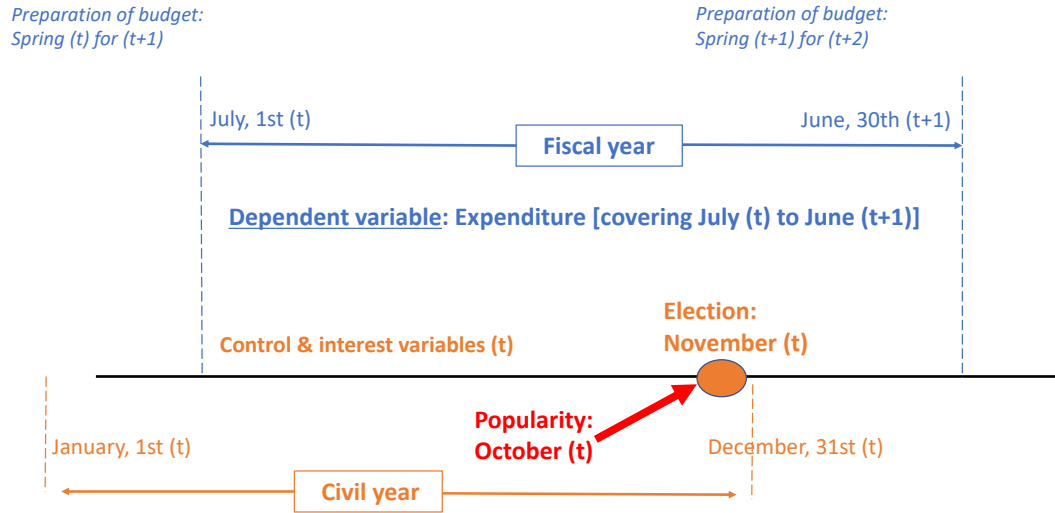 Preparation of budget:
Spring (t) for (t+1)
Preparation of budget:
Spring (t+1) for (t+2)
July, 1st (t)
June, 30th (t+1)
Fiscal year
Dependent variable: Expenditure [covering July (t) to June (t+1)]
Election:
November (t)
Control & interest variables (t)
Popularity:
October (t)
January, 1st (t)
December, 31st (t)
Civil year